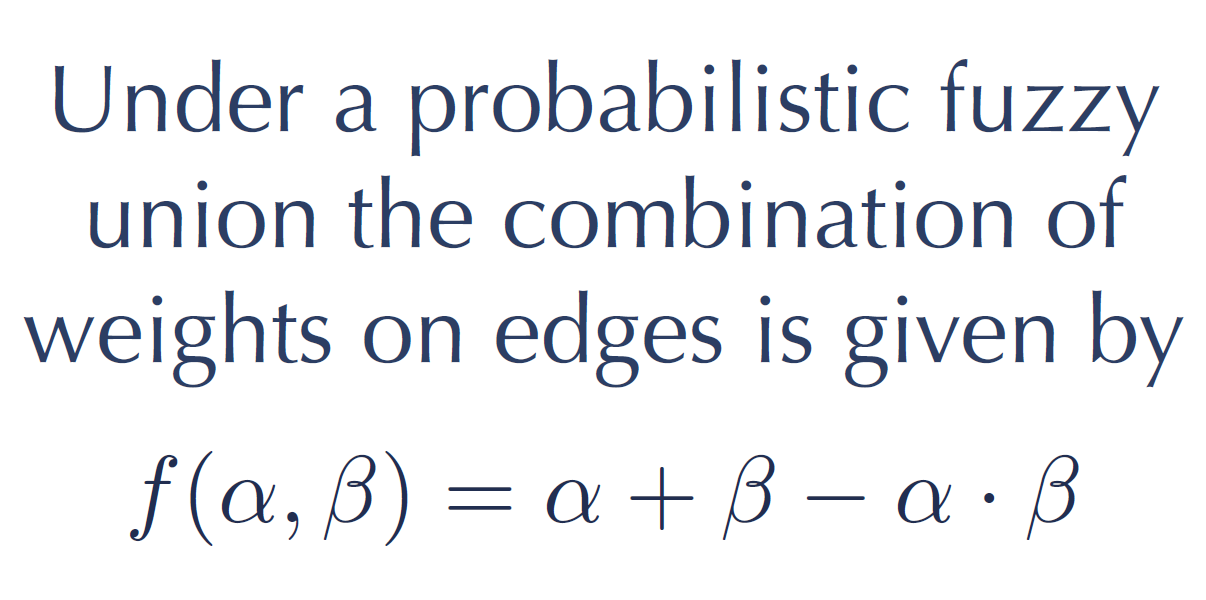 Under a probabilistic fuzzy
union the combination of
weights on edges is given by
f(α, β) = α + β − α · β